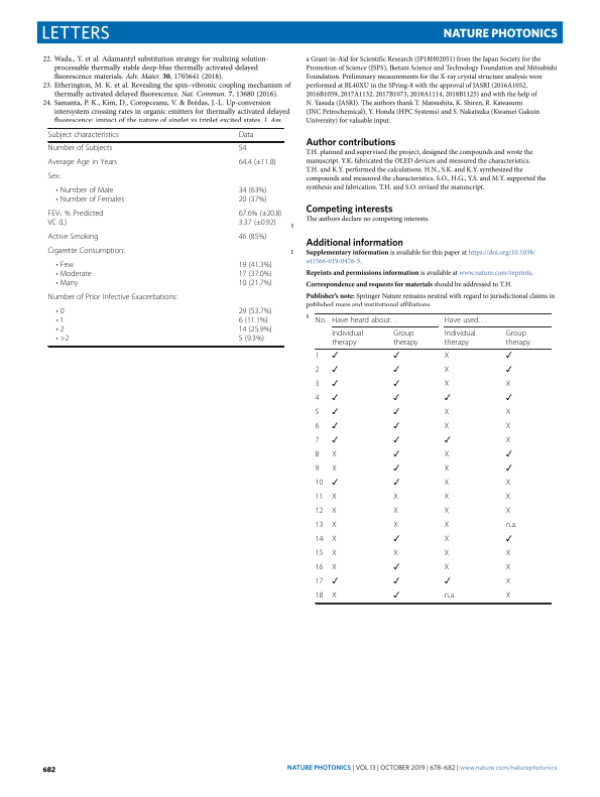 LETTERS
NATURE PHOTONICS
22. Wada., Y. et al. Adamantyl substitution strategy for realizing solution-
processable thermally stable deep-blue thermally activated delayed
fluorescence materials. Adv. Mater. 30, 1705641 (2018).
23. Etherington, M. K. et al. Revealing the spin–vibronic coupling mechanism of
thermally activated delayed fluorescence. Nat. Commun. 7, 13680 (2016).
24. Samanta, P. K., Kim, D., Coropceanu, V. & Brédas, J.-L. Up-conversion
intersystem crossing rates in organic emitters for thermally activated delayed
fluorescence: impact of the nature of singlet vs triplet excited states. J. Am.
Subject characteristics Data
Number of Subjects 54
Average Age in Years 64.4 (±11.8)
Sex:
• Number of Male 34 (63%)
• Number of Females 20 (37%)
FEV1 % Predicted 67.6% (±20.8)
VC (L) 3.37 (±0.92)
Active Smoking 46 (85%)
Cigarette Consumption:
• Few 19 (41.3%)
• Moderate 17 (37.0%)
• Many 10 (21.7%)
Number of Prior Infective Exacerbations:
• 0 29 (53.7%)
• 1 6 (11.1%)
• 2 14 (25.9%)
• >2 5 (9.3%)
a Grant-in-Aid for Scientific Research (JP18H02051) from the Japan Society for the
Promotion of Science (JSPS), Iketani Science and Technology Foundation and Mitsubishi
Foundation. Preliminary measurements for the X-ray crystal structure analysis were
performed at BL40XU in the SPring-8 with the approval of JASRI (2016A1052,
2016B1059, 2017A1132, 2017B1073, 2018A1114, 2018B1125) and with the help of
N. Yasuda (JASRI). The authors thank T. Matsushita, K. Shiren, R. Kawasumi
(JNC Petrochemical), Y. Honda (HPC Systems) and S. Nakatsuka (Kwansei Gakuin
University) for valuable input.
Author contributions
T.H. planned and supervised the project, designed the compounds and wrote the
manuscript. Y.K. fabricated the OLED devices and measured the characteristics.
T.H. and K.Y. performed the calculations. H.N., S.K. and K.Y. synthesized the
compounds and measured the characteristics. S.O., H.G., Y.S. and M.Y. supported the
synthesis and fabrication. T.H. and S.O. revised the manuscript.
Competing interests
The authors declare no competing interests.
Additional information
Supplementary information is available for this paper at https://doi.org/10.1038/
s41566-019-0476-5.
Reprints and permissions information is available at www.nature.com/reprints.
Correspondence and requests for materials should be addressed to T.H.
Publisher's note: Springer Nature remains neutral with regard to jurisdictional claims in
published maps and institutional affiliations.
No. Have heard about… Have used…
Individual therapy Group therapy Individual therapy Group therapy
1 ✓ ✓ X ✓
2 ✓ ✓ X ✓
3 ✓ ✓ X X
4 ✓ ✓ ✓ ✓
5 ✓ ✓ X X
6 ✓ ✓ X X
7 ✓ ✓ ✓ X
8 X ✓ X ✓
9 X ✓ X ✓
10 ✓ ✓ X X
11 X X X X
12 X X X X
13 X X X n.a.
14 X ✓ X ✓
15 X X X X
16 X ✓ X X
17 ✓ ✓ ✓ X
18 X ✓ n.a. X
682
NATURE PHOTONICS | VOL 13 | OCTOBER 2019 | 678–682 | www.nature.com/naturephotonics